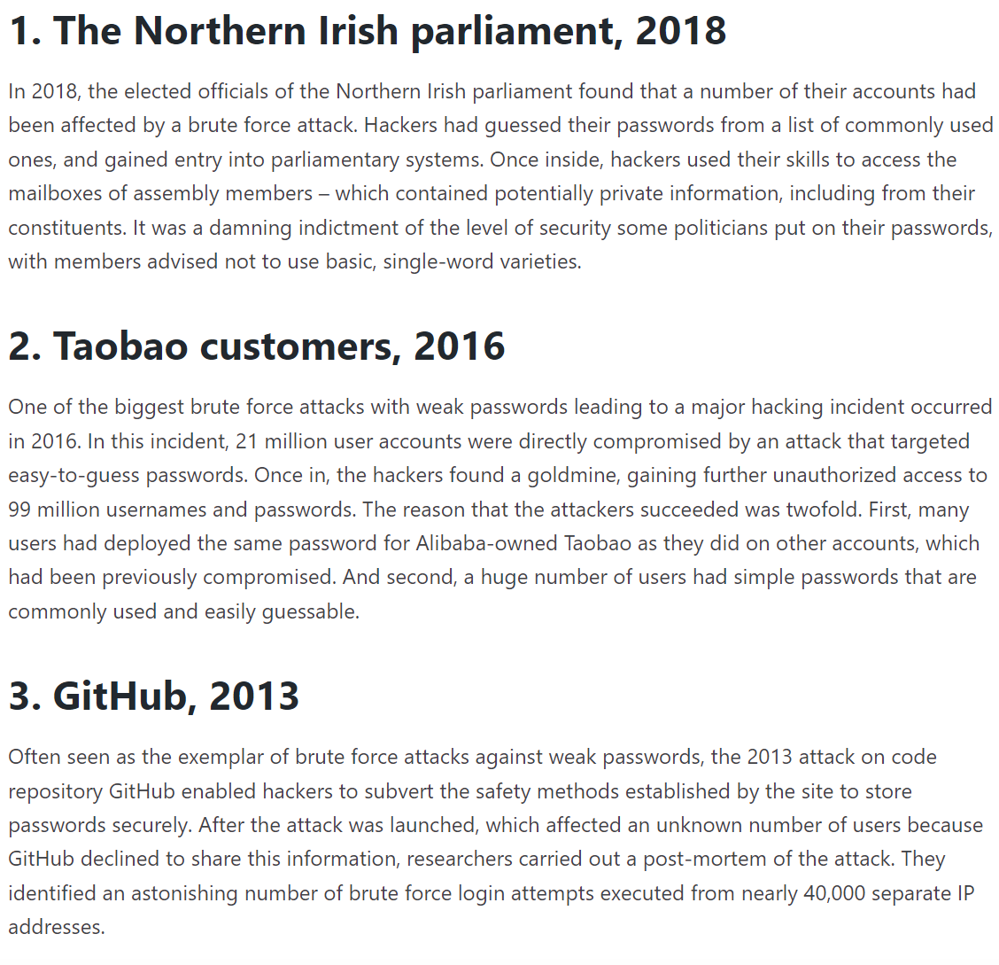 1. The Northern Irish parliament, 2018
In 2018, the elected officials of the Northern Irish parliament found that a number of their accounts had
been affected by a brute force attack. Hackers had guessed their passwords from a list of commonly used
ones, and gained entry into parliamentary systems. Once inside, hackers used their skills to access the
mailboxes of assembly members – which contained potentially private information, including from their
constituents. It was a damning indictment of the level of security some politicians put on their passwords,
with members advised not to use basic, single-word varieties.
2. Taobao customers, 2016
One of the biggest brute force attacks with weak passwords leading to a major hacking incident occurred
in 2016. In this incident, 21 million user accounts were directly compromised by an attack that targeted
easy-to-guess passwords. Once in, the hackers found a goldmine, gaining further unauthorized access to
99 million usernames and passwords. The reason that the attackers succeeded was twofold. First, many
users had deployed the same password for Alibaba-owned Taobao as they did on other accounts, which
had been previously compromised. And second, a huge number of users had simple passwords that are
commonly used and easily guessable.
3. GitHub, 2013
Often seen as the exemplar of brute force attacks against weak passwords, the 2013 attack on code
repository GitHub enabled hackers to subvert the safety methods established by the site to store
passwords securely. After the attack was launched, which affected an unknown number of users because
GitHub declined to share this information, researchers carried out a post-mortem of the attack. They
identified an astonishing number of brute force login attempts executed from nearly 40,000 separate IP
addresses.